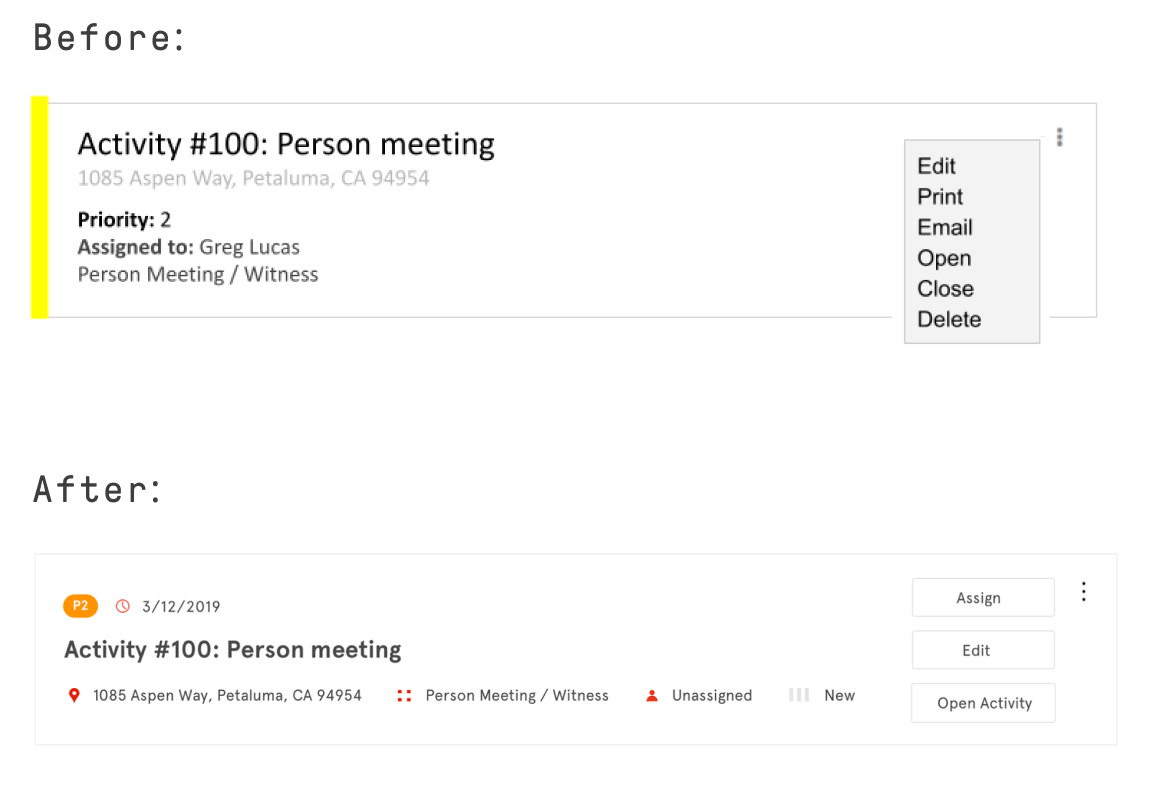 Before:
Activity #100: Person meeting
1085 Aspen Way, Petaluma, CA 94954
Priority: 2
Assigned to: Greg Lucas
Person Meeting / Witness
Edit
Print
Email
Open
Close
Delete
After:
P2 3/12/2019
Activity #100: Person meeting
1085 Aspen Way, Petaluma, CA 94954 Person Meeting / Witness Unassigned New
Assign
Edit
Open Activity